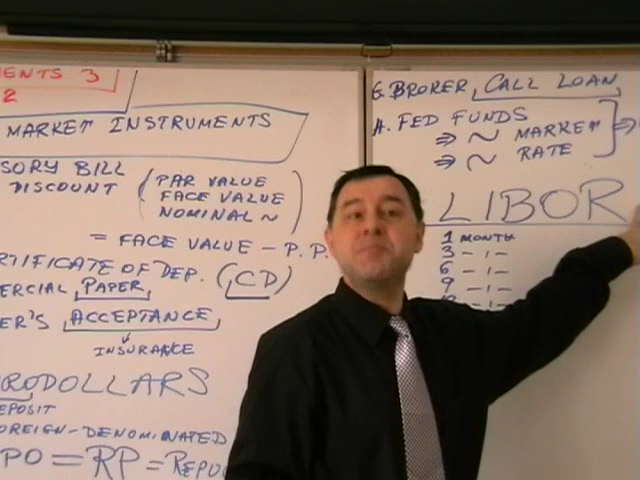 ENTS 3
2
MARKET INSTRUMENTS
SORY BILL
DISCOUNT
PAR VALUE
FACE VALUE
NOMINAL ~
= FACE VALUE - P.P.
RTIFICATE OF DEP. (CD)
ERCIAL PAPER
ER'S ACCEPTANCE
INSURANCE
RODOLLARS
EPOSIT
OREIGN-DENOMINATED
PO = RP = REPU
G. BROKER, CALL LOAN
H. FED FUNDS
⇒ ~ MARKET
⇒ ~ RATE
LIBOR
1 MONTH
3 - 〃 -
6 - 〃 -
9 - 〃 -